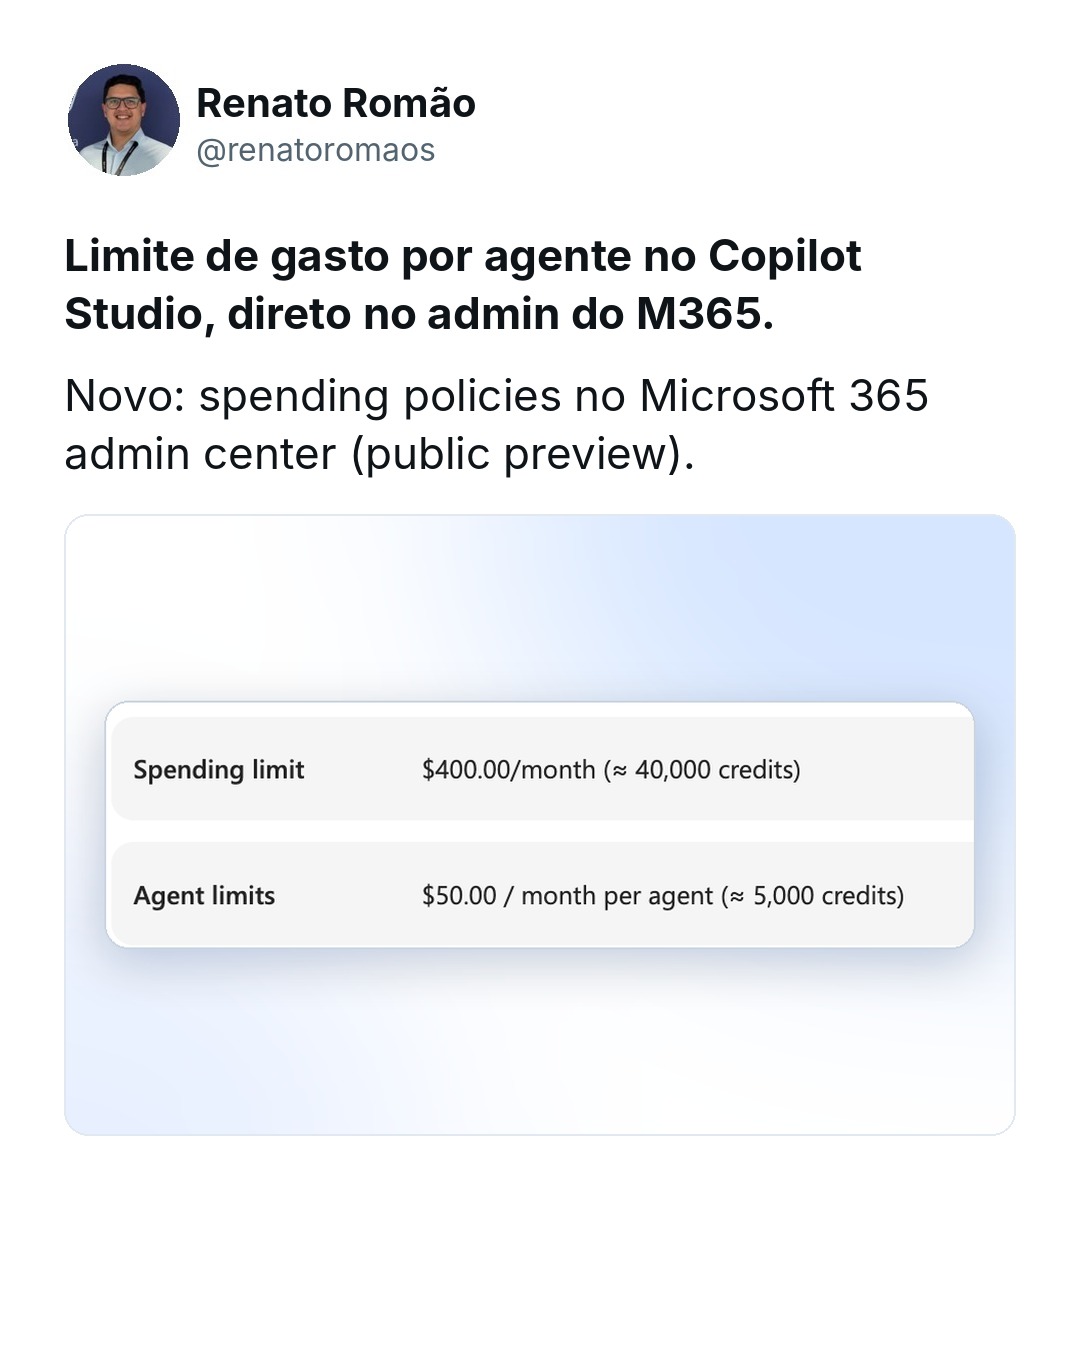 Renato Romão
@renatoromaos
Limite de gasto por agente no Copilot
Studio, direto no admin do M365.
Novo: spending policies no Microsoft 365
admin center (public preview).
Spending limit $400.00/month (≈ 40,000 credits)
Agent limits $50.00 / month per agent (≈ 5,000 credits)